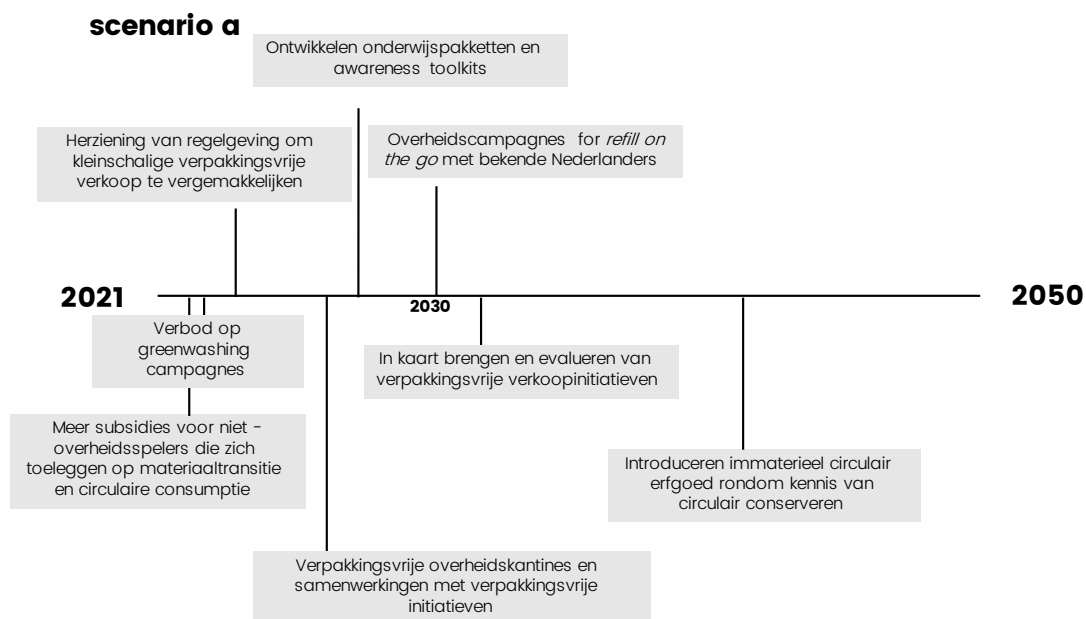 scenario a
Ontwikkelen onderwijspakketten en
awareness toolkits
Herziening van regelgeving om
kleinschalige verpakkingsvrije
verkoop te vergemakkelijken
Overheidscampagnes for refill on
the go met bekende Nederlanders
2021
2030
2050
Verbod op
greenwashing
campagnes
In kaart brengen en evalueren van
verpakkingsvrije verkoopinitiatieven
Meer subsidies voor niet -
overheidsspelers die zich
toeleggen op materiaaltransitie
en circulaire consumptie
Introduceren immaterieel circulair
erfgoed rondom kennis van
circulair conserveren
Verpakkingsvrije overheidskantines en
samenwerkingen met verpakkingsvrije
initiatieven